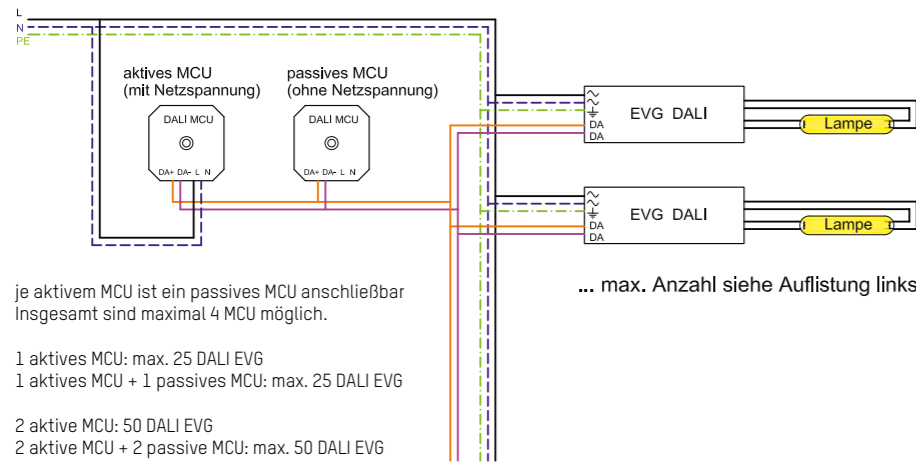 L
N
PE
aktives MCU
(mit Netzspannung)
passives MCU
(ohne Netzspannung)
DALI MCU
DA+ DA- L N
DALI MCU
DA+ DA- L N
EVG DALI
DA
DA
Lampe
EVG DALI
DA
DA
Lampe
... max. Anzahl siehe Auflistung links
je aktivem MCU ist ein passives MCU anschließbar
Insgesamt sind maximal 4 MCU möglich.
1 aktives MCU: max. 25 DALI EVG
1 aktives MCU + 1 passives MCU: max. 25 DALI EVG
2 aktive MCU: 50 DALI EVG
2 aktive MCU + 2 passive MCU: max. 50 DALI EVG